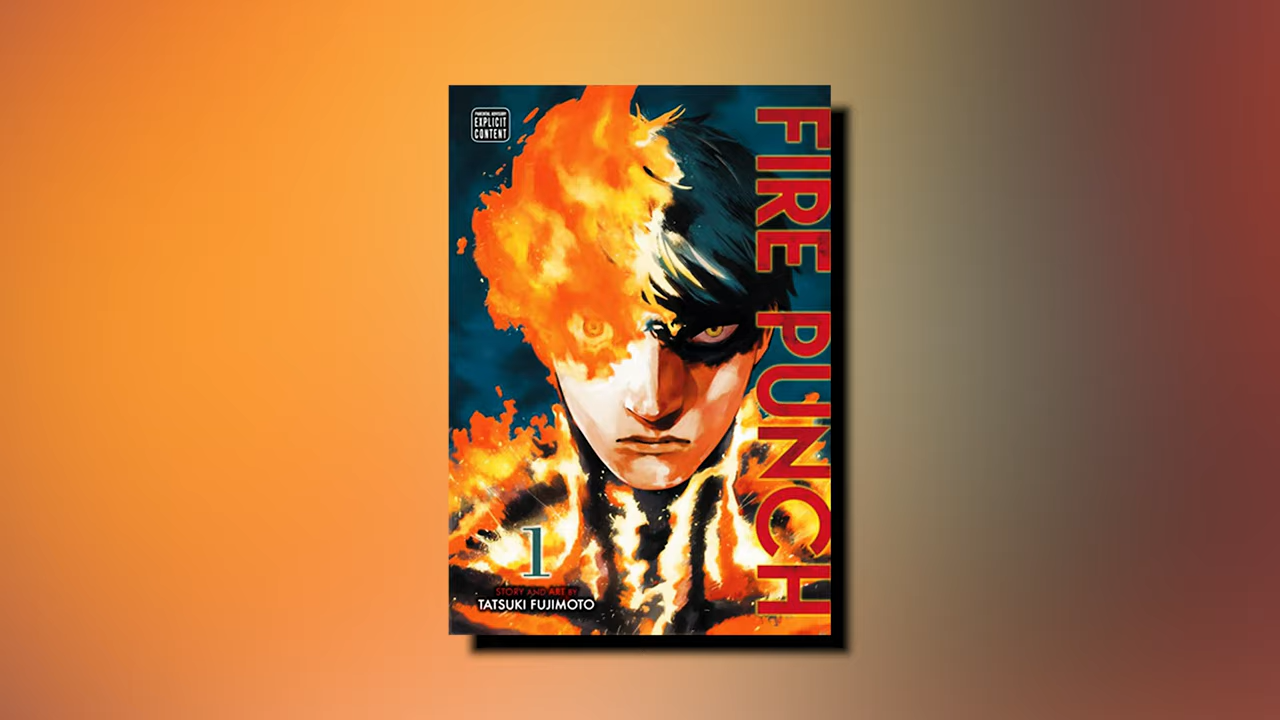 PARENTAL ADVISORY
EXPLICIT
CONTENT
FIRE PUNCH
1
STORY AND ART BY
TATSUKI FUJIMOTO